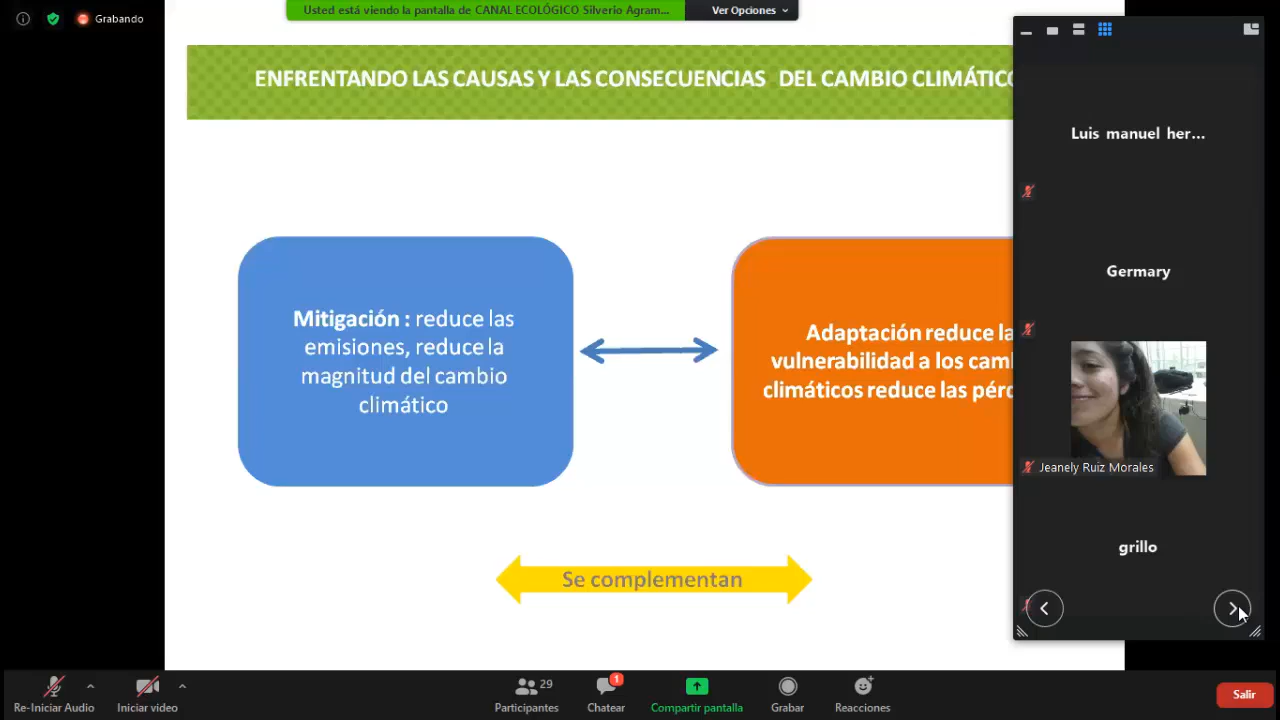 Grabando
Usted está viendo la pantalla de CANAL ECOLÓGICO Silverio Agram...
Ver Opciones
ENFRENTANDO LAS CAUSAS Y LAS CONSECUENCIAS DEL CAMBIO CLIMÁTICO
Mitigación : reduce las
emisiones, reduce la
magnitud del cambio
climático
Adaptación reduce la
vulnerabilidad a los cam
climáticos reduce las
Se complementan
Luis manuel her...
Germary
Jeanely Ruiz Morales
grillo
Re-Iniciar Audio
Iniciar video
29
Participantes
1
Chatear
Compartir pantalla
Grabar
Reacciones
Salir